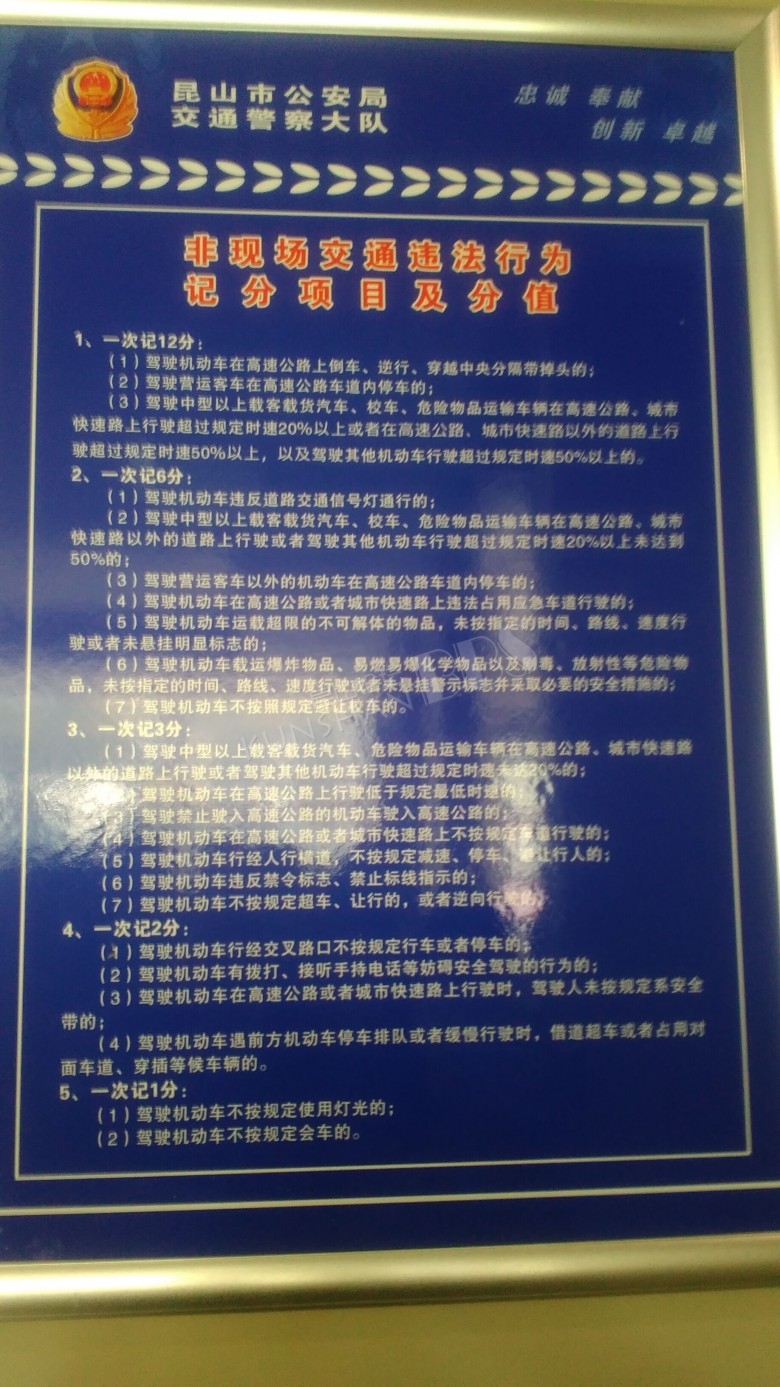 昆山市公安局
交通警察大队
忠诚 奉献
创新 卓越
非现场交通违法行为
记分项目及分值
1、一次记12分：
（1）驾驶机动车在高速公路上倒车、逆行、穿越中央分隔带掉头的；
（2）驾驶营运客车在高速公路车道内停车的；
（3）驾驶中型以上载客载货汽车、校车、危险物品运输车辆在高速公路、城市
快速路上行驶超过规定时速20%以上或者在高速公路、城市快速路以外的道路上行
驶超过规定时速50%以上，以及驾驶其他机动车行驶超过规定时速50%以上的。
2、一次记6分：
（1）驾驶机动车违反道路交通信号灯通行的；
（2）驾驶中型以上载客载货汽车、校车、危险物品运输车辆在高速公路、城市
快速路以外的道路上行驶或者驾驶其他机动车行驶超过规定时速20%以上未达到
50%的；
（3）驾驶营运客车以外的机动车在高速公路车道内停车的；
（4）驾驶机动车在高速公路或者城市快速路上违法占用应急车道行驶的；
（5）驾驶机动车运载超限的不可解体的物品，未按指定的时间、路线、速度行
驶或者未悬挂明显标志的；
（6）驾驶机动车载运爆炸物品、易燃易爆化学物品以及剧毒、放射性等危险物
品，未按指定的时间、路线、速度行驶或者未悬挂警示标志并采取必要的安全措施的；
（7）驾驶机动车不按照规定避让校车的。
KUNSHAN BBS
3、一次记3分：
（1）驾驶中型以上载客载货汽车、危险物品运输车辆在高速公路、城市快速路
以外的道路上行驶或者驾驶其他机动车行驶超过规定时速未达20%的；
驾驶机动车在高速公路上行驶低于规定最低时速的；
（3）驾驶禁止驶入高速公路的机动车驶入高速公路的；
（4）驾驶机动车在高速公路或者城市快速路上不按规定车道行驶的；
（5）驾驶机动车行经人行横道，不按规定减速、停车、避让行人的；
（6）驾驶机动车违反禁令标志、禁止标线指示的；
（7）驾驶机动车不按规定超车、让行的，或者逆向行驶的。
4、一次记2分：
（1）驾驶机动车行经交叉路口不按规定行车或者停车的；
（2）驾驶机动车有拨打、接听手持电话等妨碍安全驾驶的行为的；
（3）驾驶机动车在高速公路或者城市快速路上行驶时，驾驶人未按规定系安全
带的；
（4）驾驶机动车遇前方机动车停车排队或者缓慢行驶时，借道超车或者占用对
面车道、穿插等候车辆的。
5、一次记1分：
（1）驾驶机动车不按规定使用灯光的；
（2）驾驶机动车不按规定会车的。